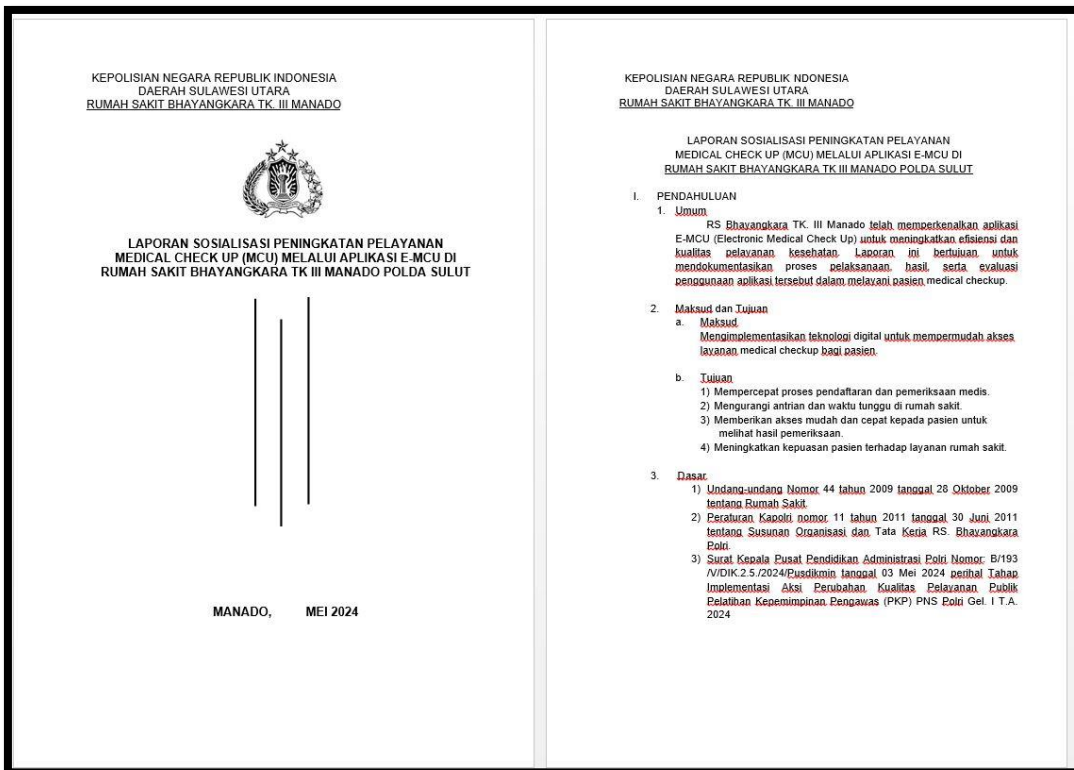 KEPOLISIAN NEGARA REPUBLIK INDONESIA
DAERAH SULAWESI UTARA
RUMAH SAKIT BHAYANGKARA TK. III MANADO
LAPORAN SOSIALISASI PENINGKATAN PELAYANAN
MEDICAL CHECK UP (MCU) MELALUI APLIKASI E-MCU DI
RUMAH SAKIT BHAYANGKARA TK III MANADO POLDA SULUT
MANADO, MEI 2024
KEPOLISIAN NEGARA REPUBLIK NDONESIA
DAERAH SULAWESI UTARA
RUMAH SAKIT BHAYANGKARA TK. III MANADO
LAPORAN SOSIALISASI PENINGKATAN PELAYANAN
MEDICAL CHECK UP (MCU) MELALUI APLIKASI E-MCU DI
RUMAH SAKIT BHAYANGKARA TK III MANADO POLDA SULUT
I. PENDAHULUAN
1. Umum
RS Bhayangkara TK. III Manado telah memperkenalkan aplikasi
E-MCU (Electronic Medical Check Up) untuk meningkatkan efisiensi dan
kualitas pelayanan kesehatan. Laporan ini bertujuan untuk
mendokumentasikan proses pelaksanaan, hasil, serta evaluasi
penggunaan aplikasi tersebut dalam melayani pasien medical checkup.
2. Maksud dan Tujuan
a. Maksud
Mengimplementasikan teknologi digital untuk mempermudah akses
layanan medical checkup bagi pasien.
b. Tujuan
1) Mempercepat proses pendaftaran dan pemeriksaan medis.
2) Mengurangi antrian dan waktu tunggu di rumah sakit.
3) Memberikan akses mudah dan cepat kepada pasien untuk
melihat hasil pemeriksaan.
4) Meningkatkan kepuasan pasien terhadap layanan rumah sakit.
3. Dasar
1) Undang-undang Nomor 44 tahun 2009 tanggal 28 Oktober 2009
tentang Rumah Sakit.
2) Peraturan Kapolri nomor 11 tahun 2011 tanggal 30 Juni 2011
tentang Susunan Organisasi dan Tata Kerja RS. Bhayangkara
Polri.
3) Surat Kepala Pusat Pendidikan Administrasi Polri Nomor: B/193
/V/DIK.2.5./2024/Pusdikmin tanggal 03 Mei 2024 perihal Tahap
Implementasi Aksi Perubahan Kualitas Pelayanan Publik
Pelatihan Kepemimpinan Pengawas (PKP) PNS Polri Gel. I T.A.
2024